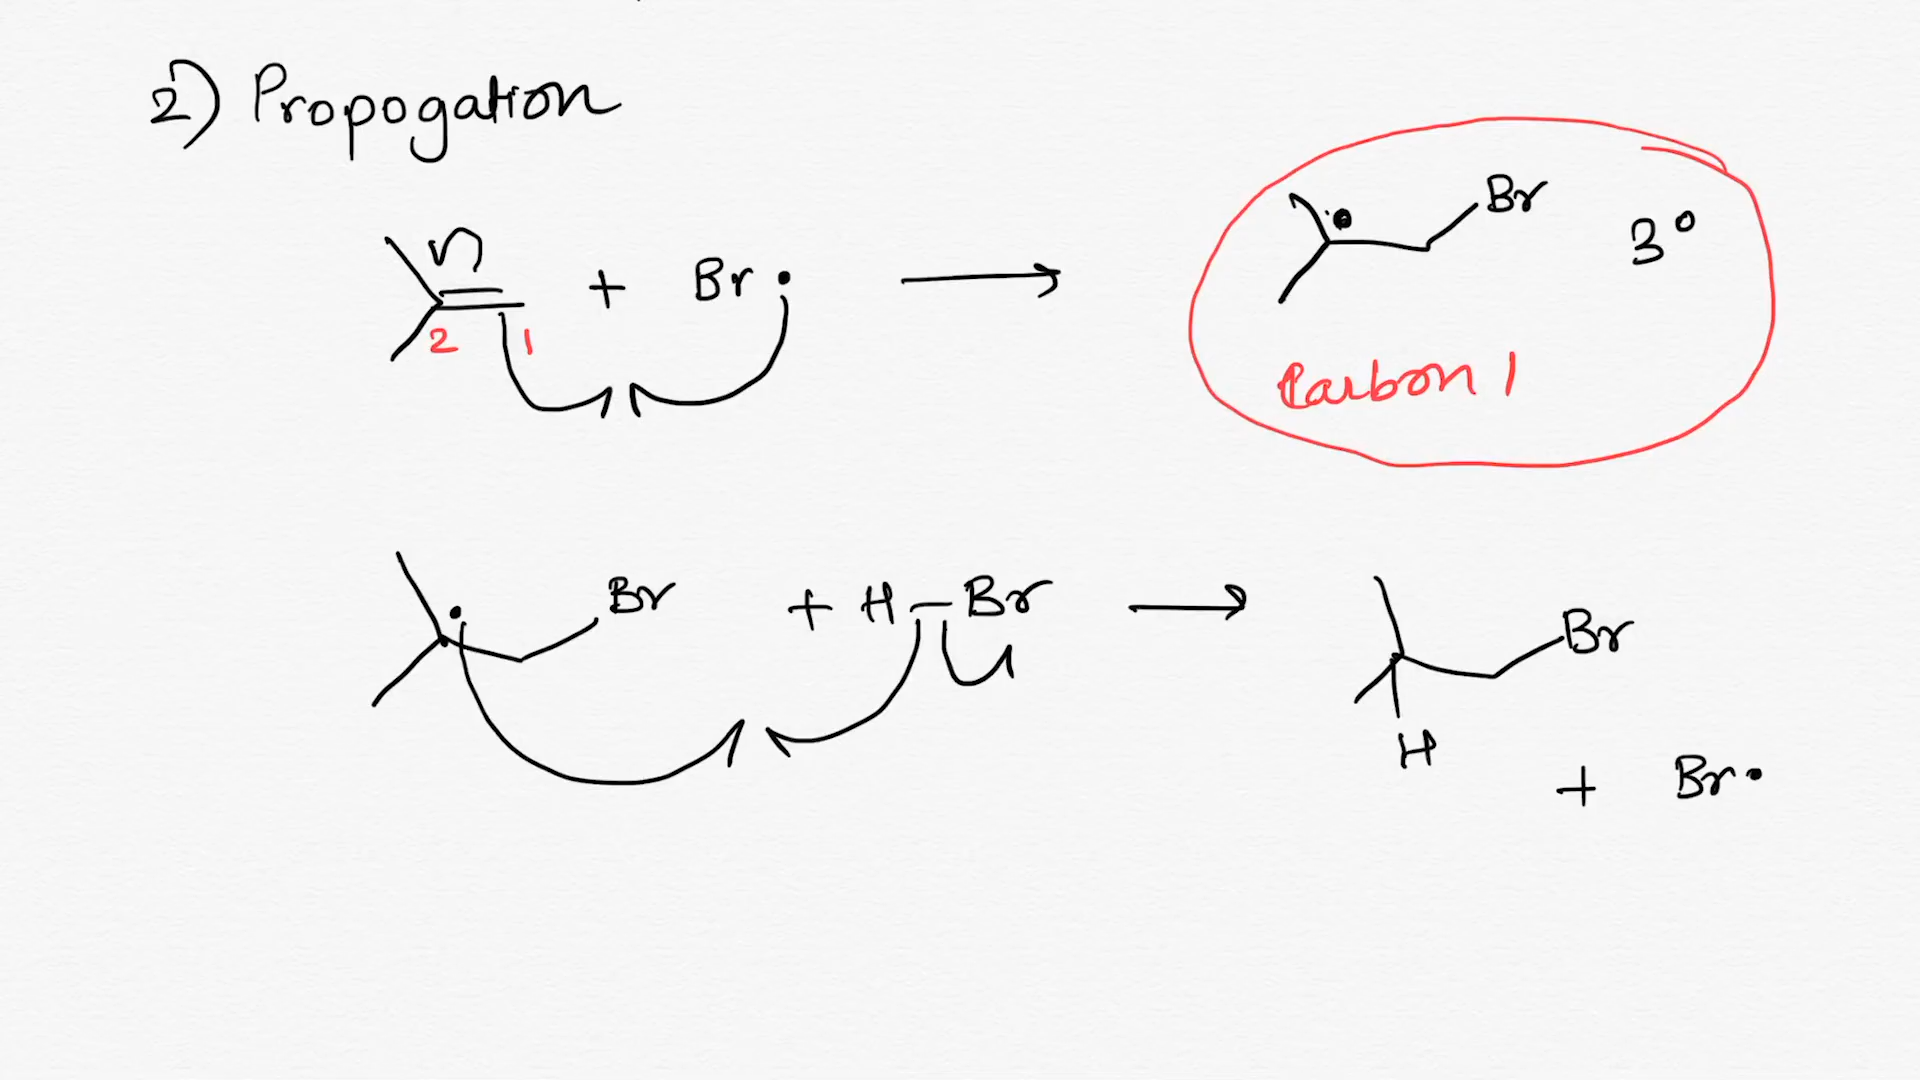 2) Propogation
+ Br • → Br 3°
2 1
Carbon 1
Br + H – Br → Br
H
+ Br •